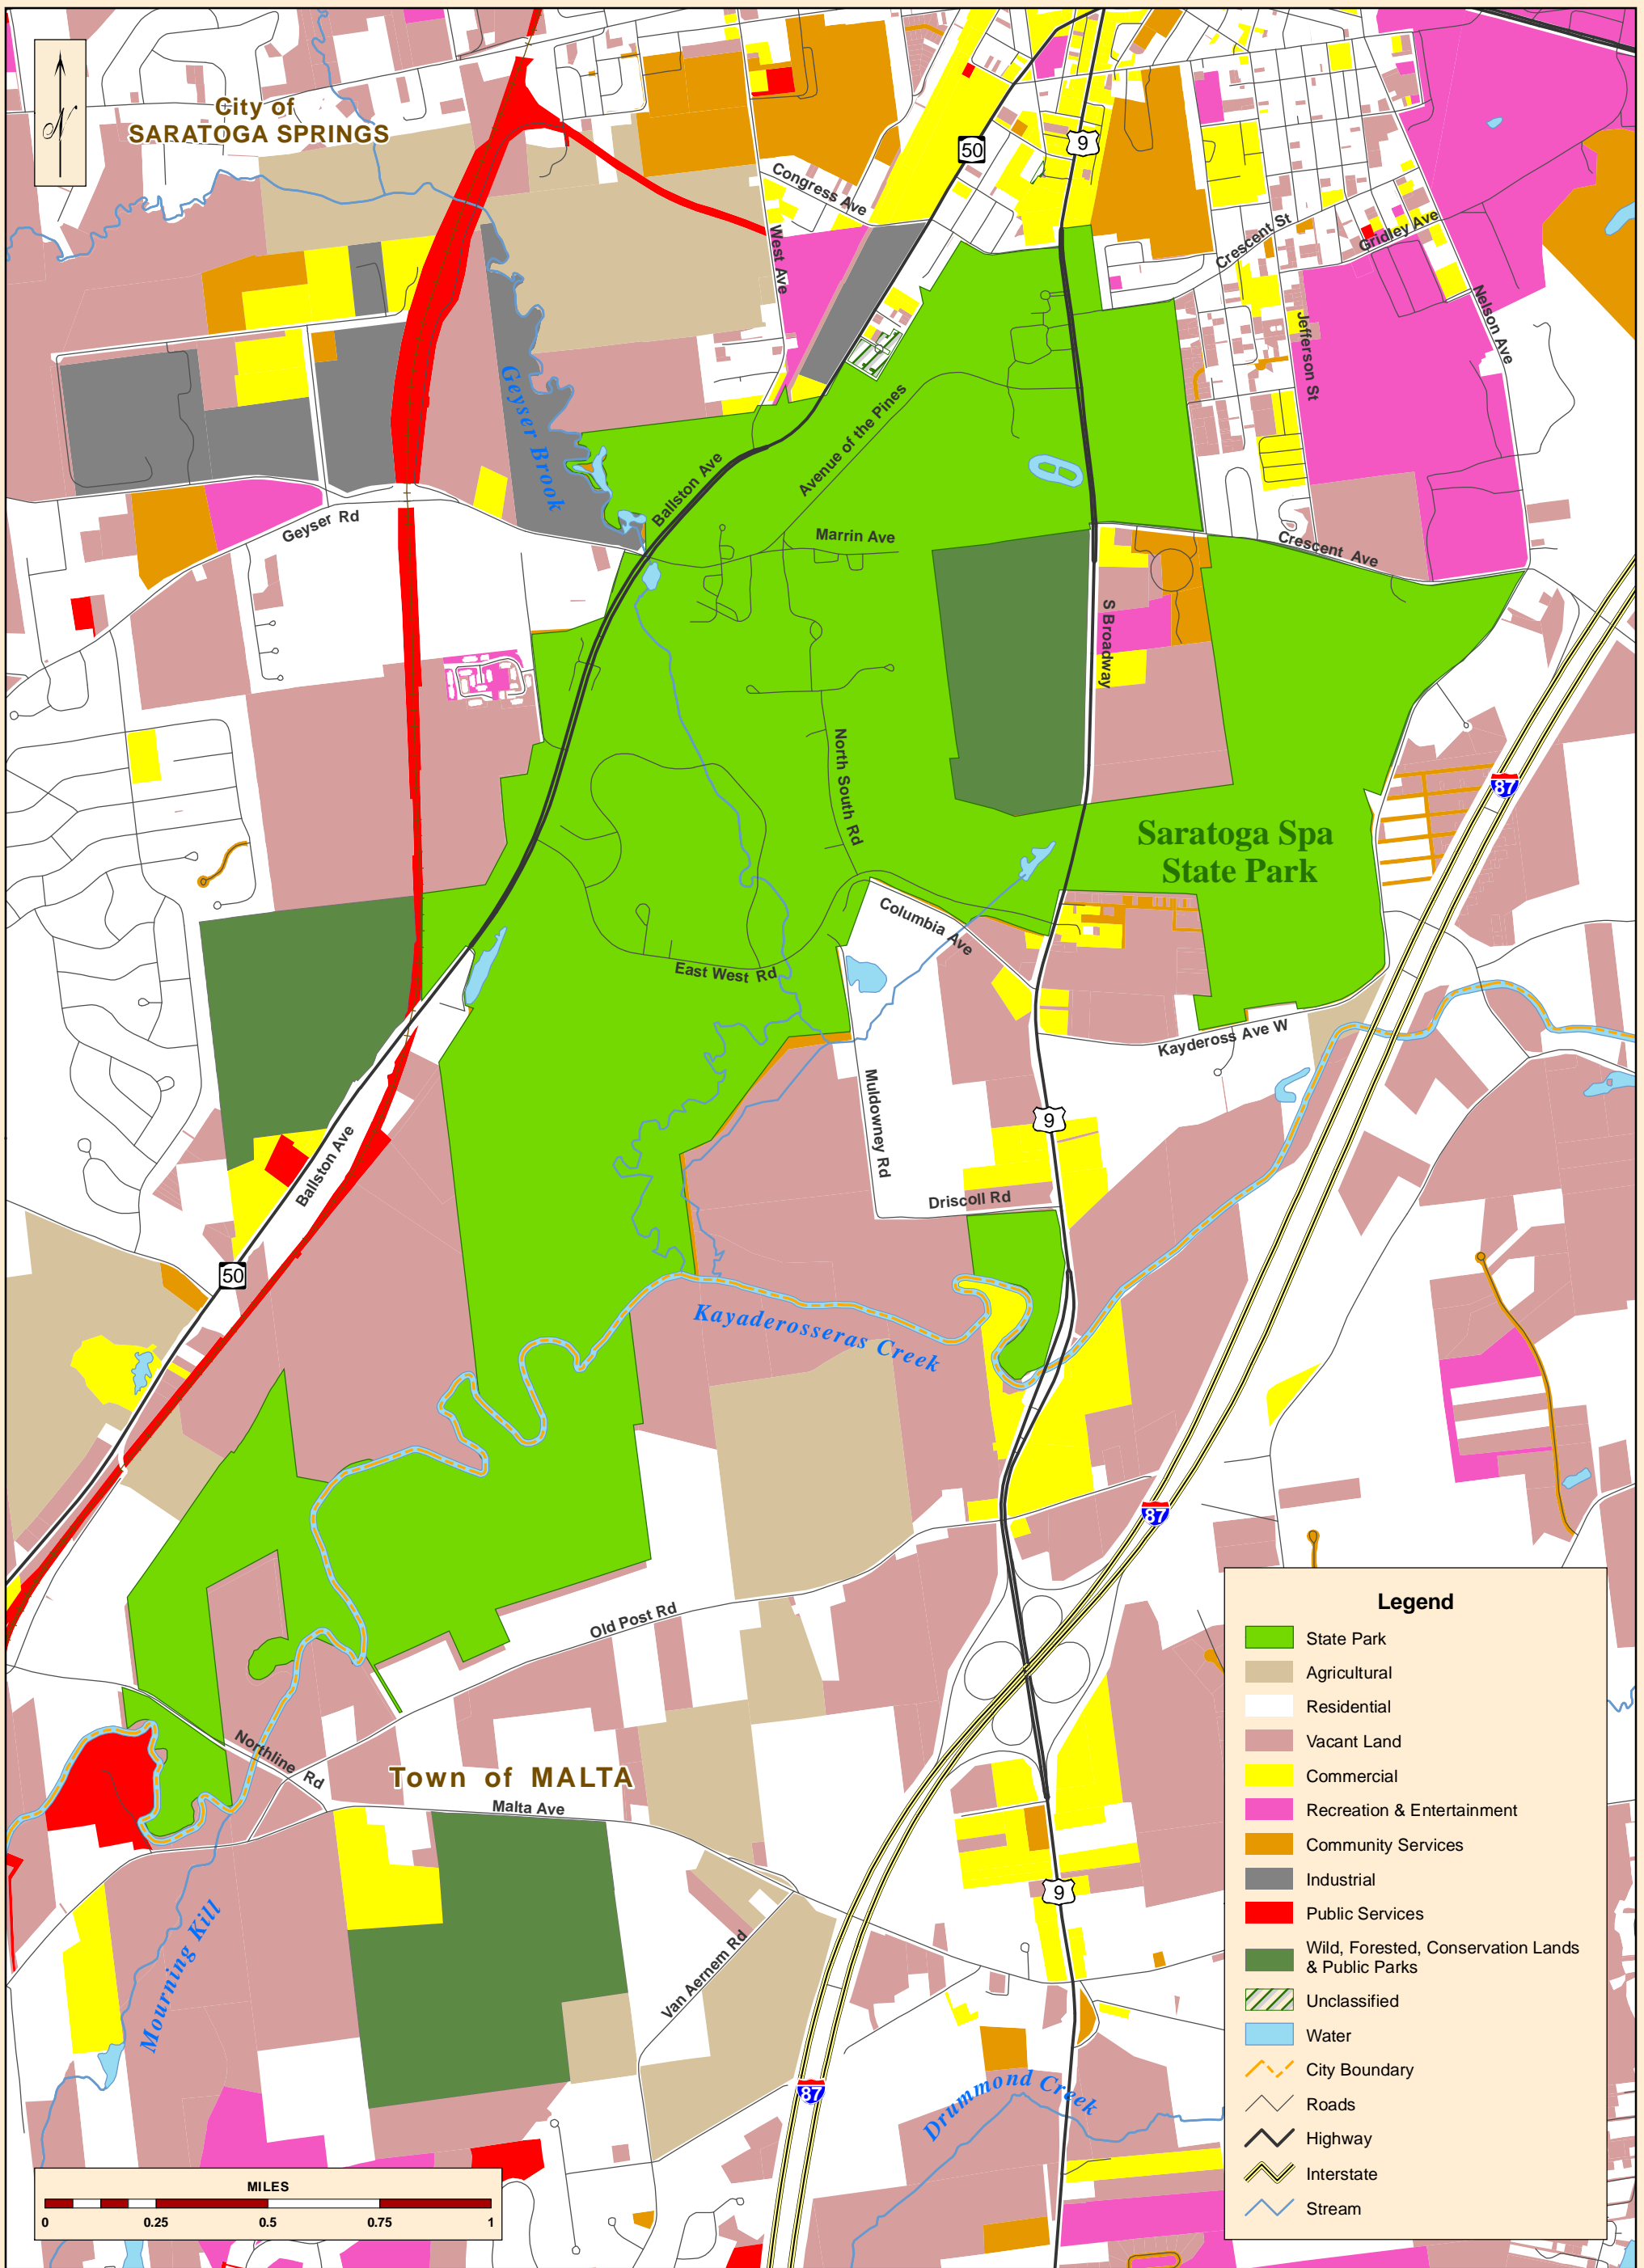 N
City of
SARATOGA SPRINGS
50
9
Congress Ave
West Ave
Crescent St
Gridley Ave
Nelson Ave
Jefferson St
Geyser Brook
Avenue of the Pines
Ballston Ave
Geyser Rd
Marrin Ave
Crescent Ave
S Broadway
North South Rd
87
Saratoga Spa
State Park
Columbia Ave
East West Rd
Kaydeross Ave W
Muldowney Rd
9
Ballston Ave
Driscoll Rd
50
Kayaderosseras Creek
87
Old Post Rd
Northline Rd
Town of MALTA
Malta Ave
9
Mourning Kill
Van Aernem Rd
87
Drummond Creek
Legend
State Park
Agricultural
Residential
Vacant Land
Commercial
Recreation & Entertainment
Community Services
Industrial
Public Services
Wild, Forested, Conservation Lands
& Public Parks
Unclassified
Water
City Boundary
Roads
Highway
Interstate
Stream
MILES
0 0.25 0.5 0.75 1